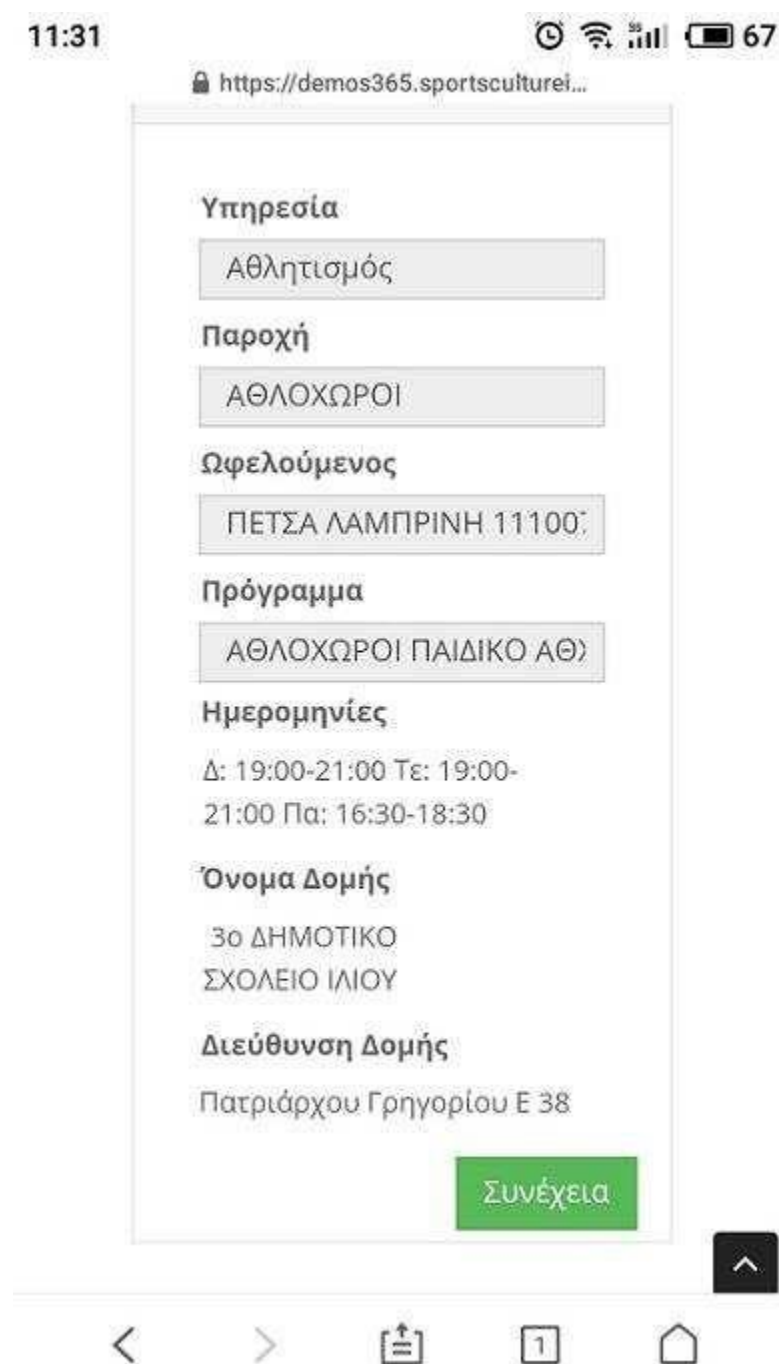 11:31
67
https://demos365.sportsculturei...
Υπηρεσία
Αθλητισμός
Παροχή
ΑΘΛΟΧΩΡΟΙ
Ωφελούμενος
ΠΕΤΣΑ ΛΑΜΠΡΙΝΗ
Πρόγραμμα
ΑΘΛΟΧΩΡΟΙ ΠΑΙΔΙΚΟ
Ημερομηνίες
Δ: 19:00-21:00 Τε: 19:00-
21:00 Πα: 16:30-18:30
Όνομα Δομής
3ο ΔΗΜΟΤΙΚΟ
ΣΧΟΛΕΙΟ ΙΛΙΟΥ
Διεύθυνση Δομής
Πατριάρχου Γρηγορίου Ε 38
Συνέχεια
1